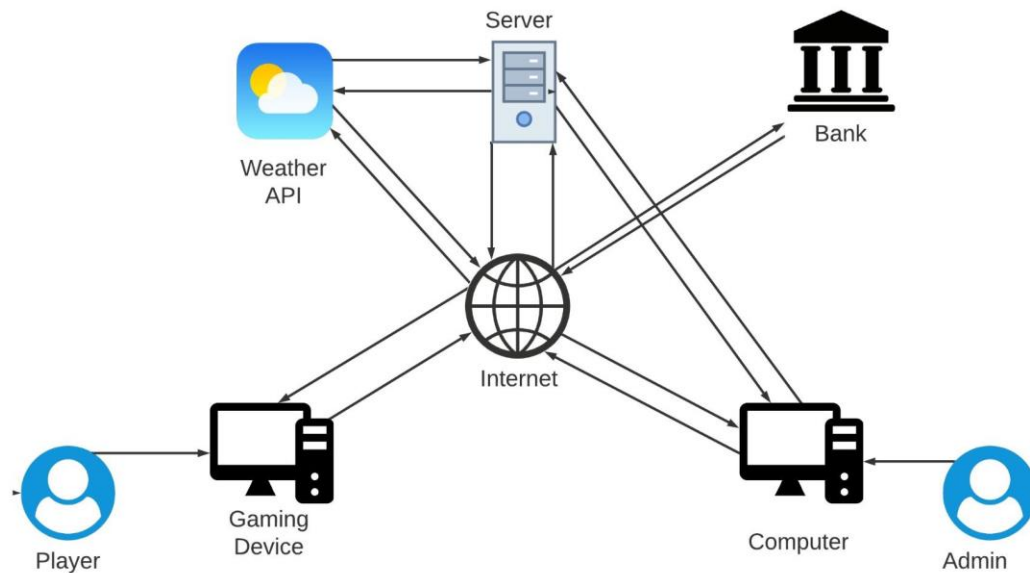 Server
Weather
API
Bank
Internet
Gaming
Device
Player
Computer
Admin